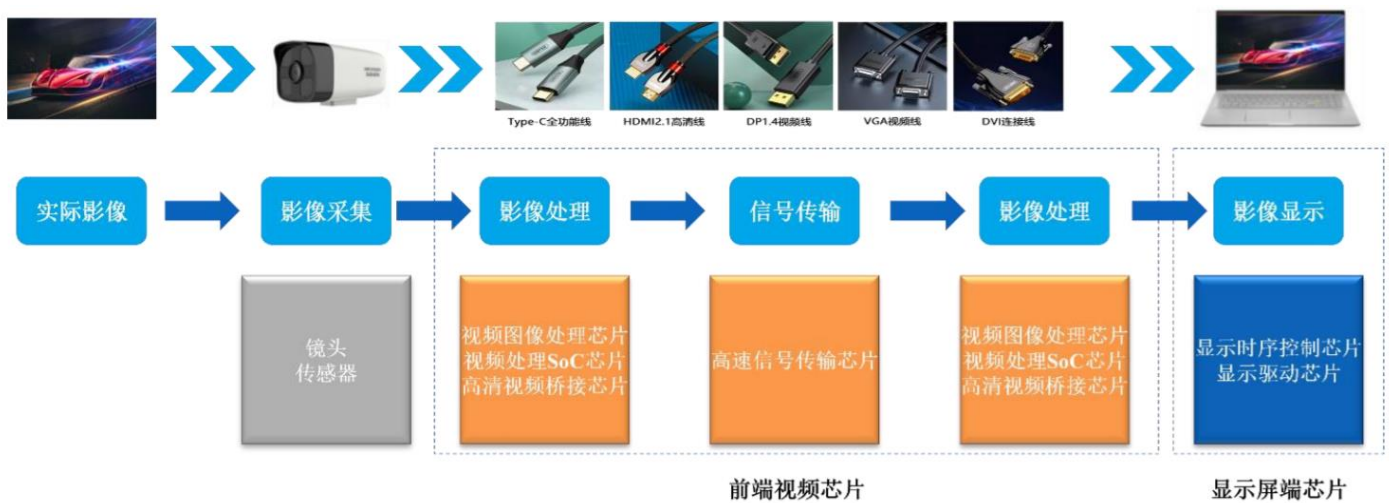 Type-C全功能线
HDMI2.1高清线
DP1.4视频线
VGA视频线
DVI连接线
实际影像
影像采集
影像处理
信号传输
影像处理
影像显示
镜头
传感器
视频图像处理芯片
视频处理SoC芯片
高清视频桥接芯片
高速信号传输芯片
视频图像处理芯片
视频处理SoC芯片
高清视频桥接芯片
显示时序控制芯片
显示驱动芯片
前端视频芯片
显示屏端芯片